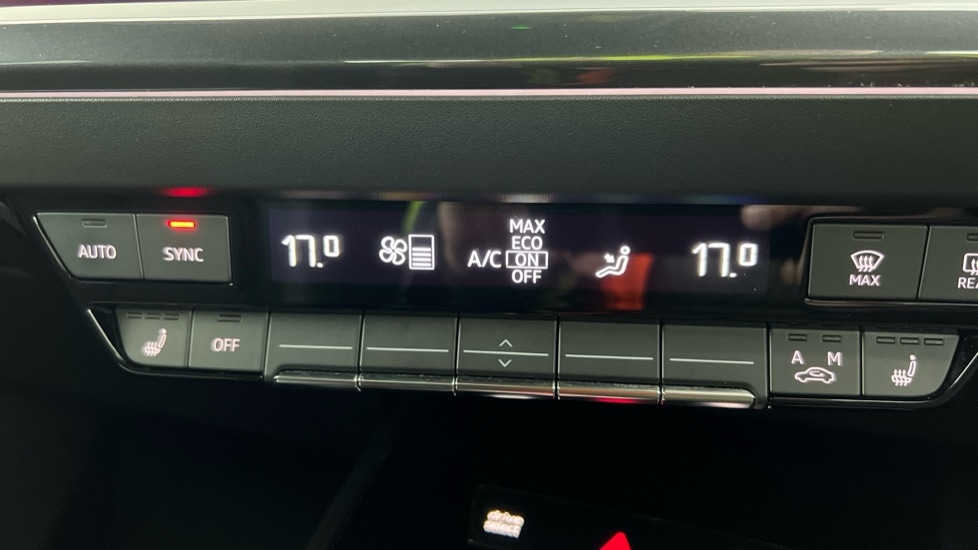 AUTO SYNC 17.0 A/C MAX 17.0 MAX
ECO
ON
OFF
OFF A M